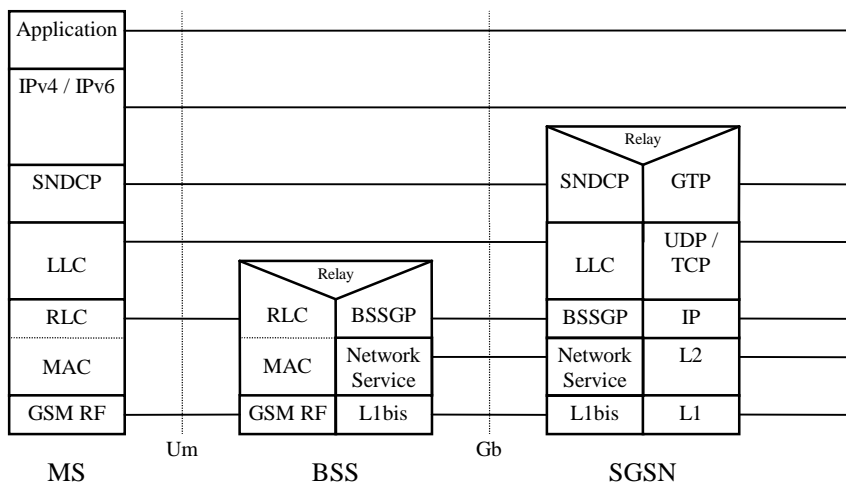 Application
IPv4 / IPv6
Relay
SNDCP
SNDCP
GTP
LLC
LLC
UDP /
TCP
Relay
RLC
RLC
BSSGP
BSSGP
IP
MAC
MAC
Network
Service
Network
Service
L2
GSM RF
GSM RF
L1bis
L1bis
L1
Um
Gb
MS
BSS
SGSN